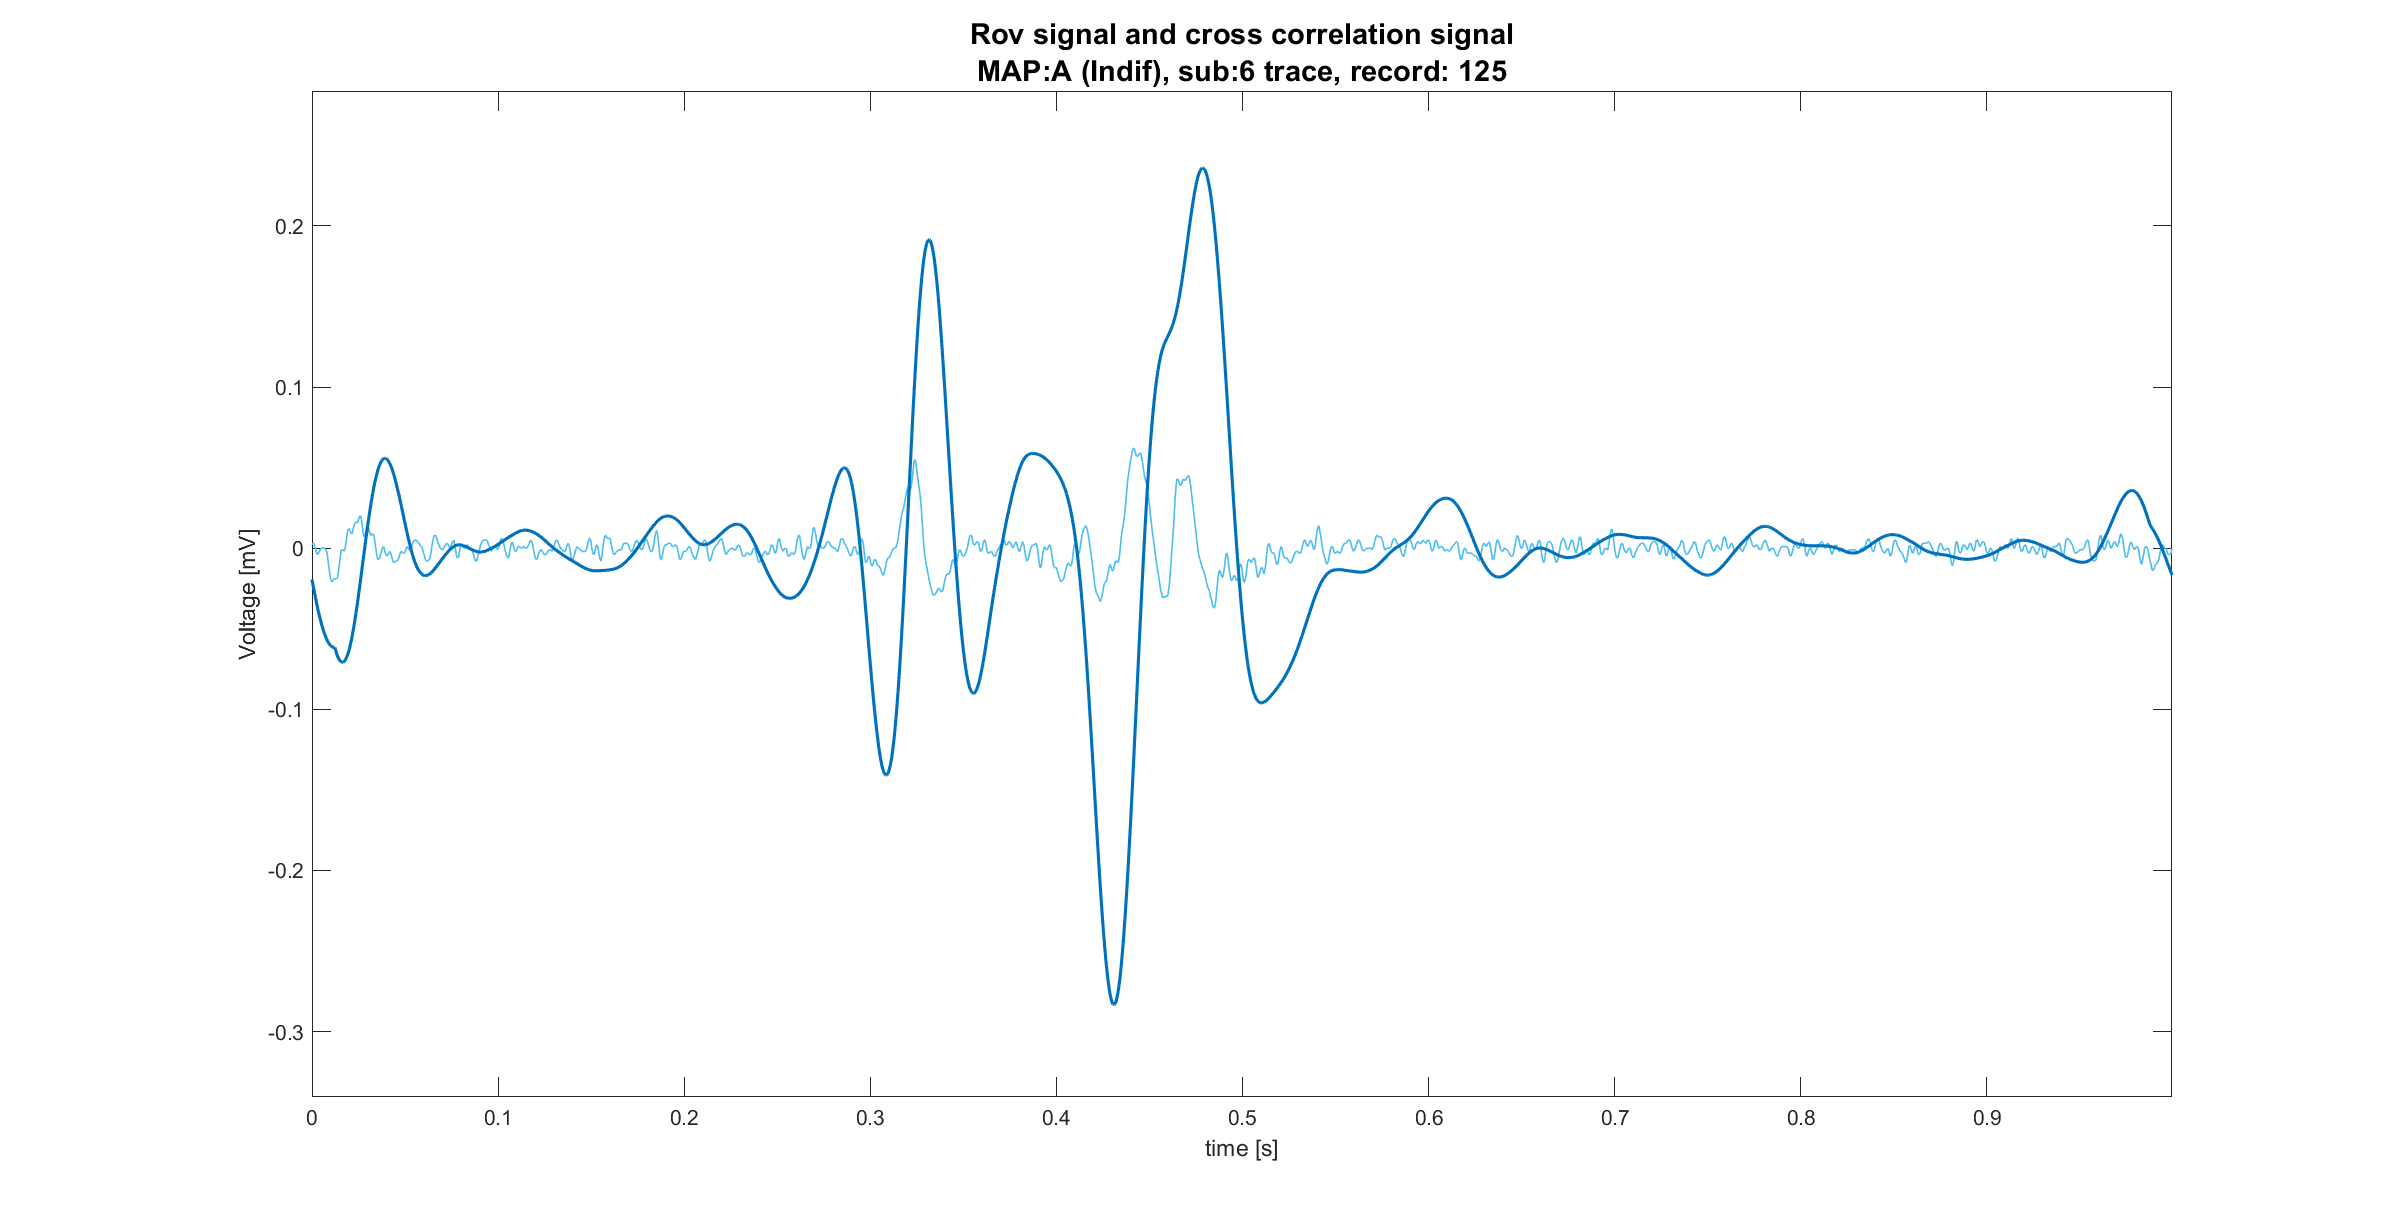 Rov signal and cross correlation signal
MAP:A (Indif), sub:6 trace, record: 125
Voltage [mV]
0.2
0.1
0
-0.1
-0.2
-0.3
0 0.1 0.2 0.3 0.4 0.5 0.6 0.7 0.8 0.9
time [s]